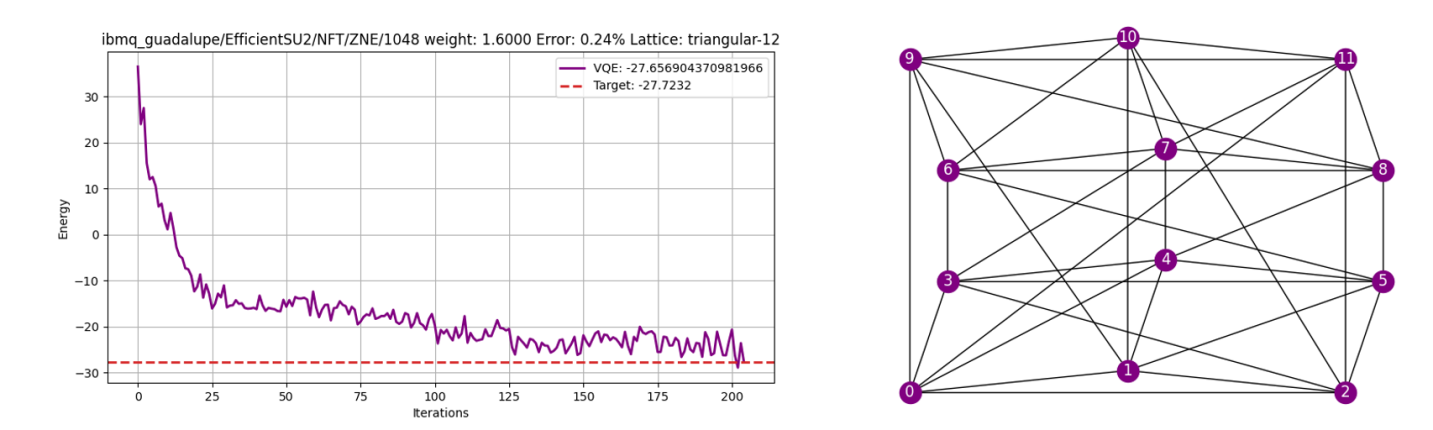 ibmq_guadalupe/EfficientSU2/NFT/ZNE/1048 weight: 1.6000 Error: 0.24% Lattice: triangular-12
VQE: -27.656904370981966
Target: -27.7232
Energy
30
20
10
0
−10
−20
−30
0 25 50 75 100 125 150 175 200
Iterations
10
9 11
7
6 8
4
3 5
1
0 2